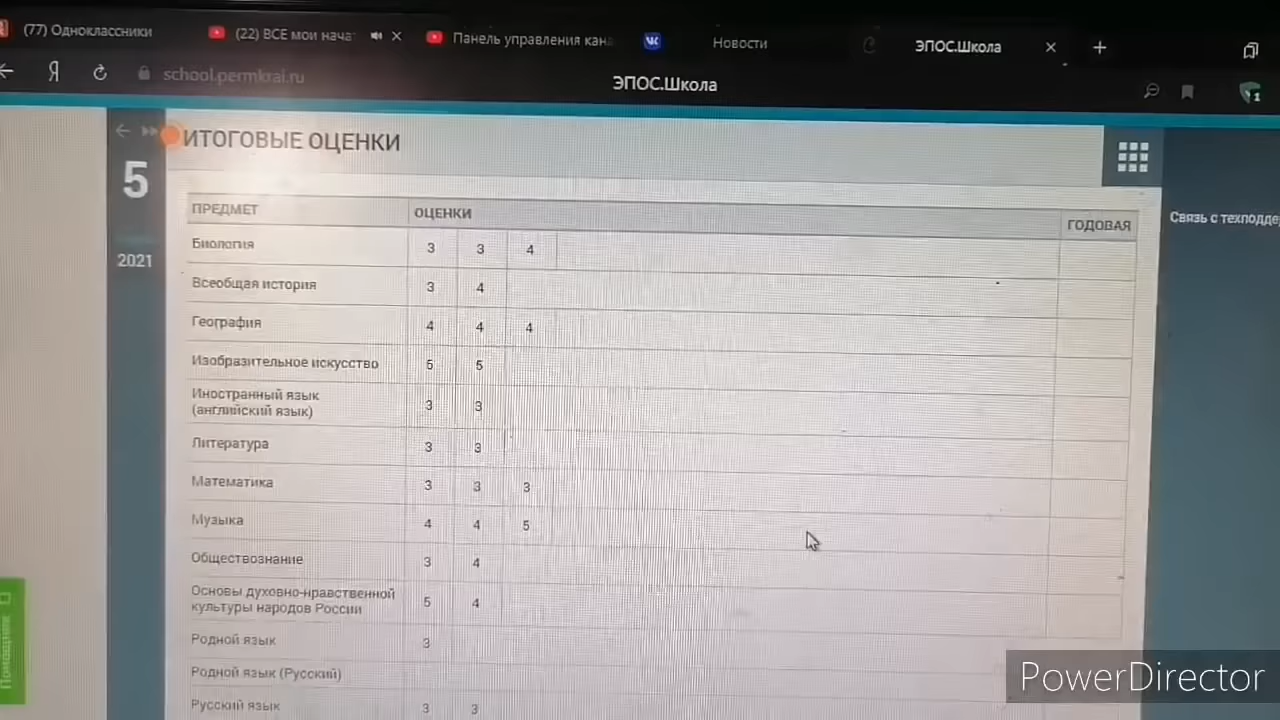 (77) Одноклассники
(22) ВСЕ мои нача
Панель управления кана
Новости
ЭПОС.Школа
Я
school.permkrai.ru
ЭПОС.Школа
1
ИТОГОВЫЕ ОЦЕНКИ
5
2021
Связь с техподде
ПРЕДМЕТ ОЦЕНКИ ГОДОВАЯ
Биология 3 3 4
Всеобщая история 3 4
География 4 4 4
Изобразительное искусство 5 5
Иностранный язык
(английский язык) 3 3
Литература 3 3
Математика 3 3 3
Музыка 4 4 5
Обществознание 3 4
Основы духовно-нравственной
культуры народов России 5 4
Родной язык 3
Родной язык (Русский)
Русский язык 3 3
Помощник
PowerDirector